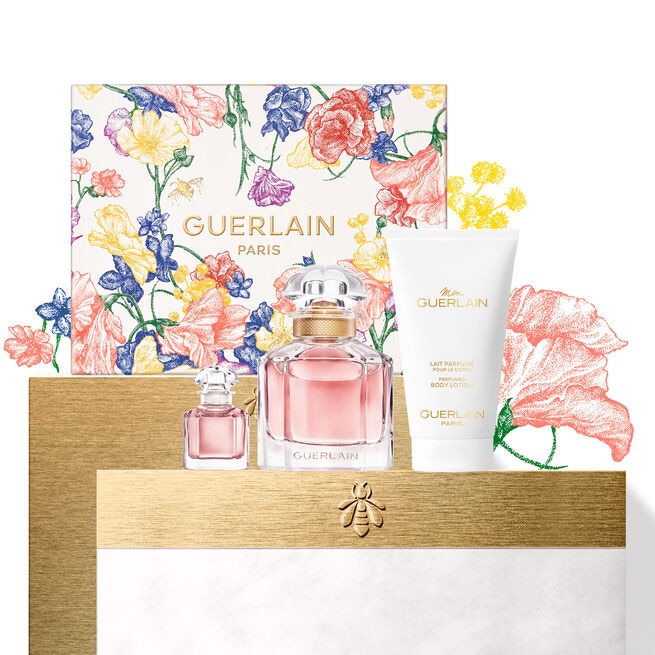 GUERLAIN
PARIS
Mon
GUERLAIN
LAIT PARFUMÉ
POUR LE CORPS
PERFUMED
BODY LOTION
GUERLAIN
PARIS
GUERLAIN